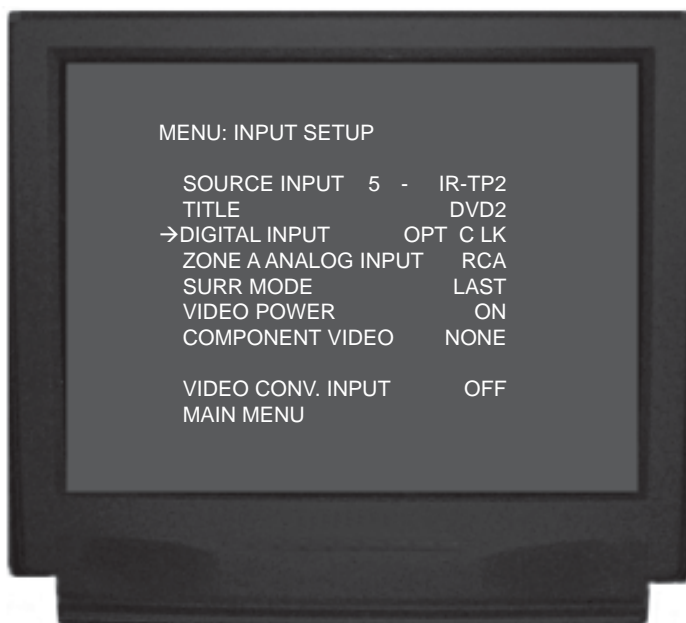 MENU: INPUT SETUP
SOURCE INPUT 5 - IR-TP2
TITLE DVD2
→DIGITAL INPUT OPT C LK
ZONE A ANALOG INPUT RCA
SURR MODE LAST
VIDEO POWER ON
COMPONENT VIDEO NONE
VIDEO CONV. INPUT OFF
MAIN MENU